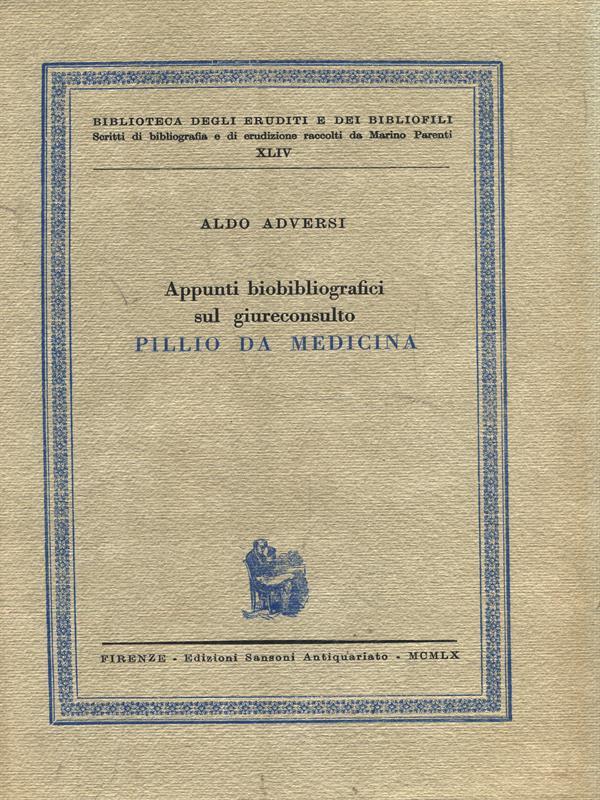 BIBLIOTECA DEGLI ERUDITI E DEI BIBLIOFILI
Scritti di bibliografia e di erudizione raccolti da Marino Parenti
XLIV
ALDO ADVERSI
Appunti biobibliografici
sul giureconsulto
PILLIO DA MEDICINA
FIRENZE - Edizioni Sansoni Antiquariato - MCMLX